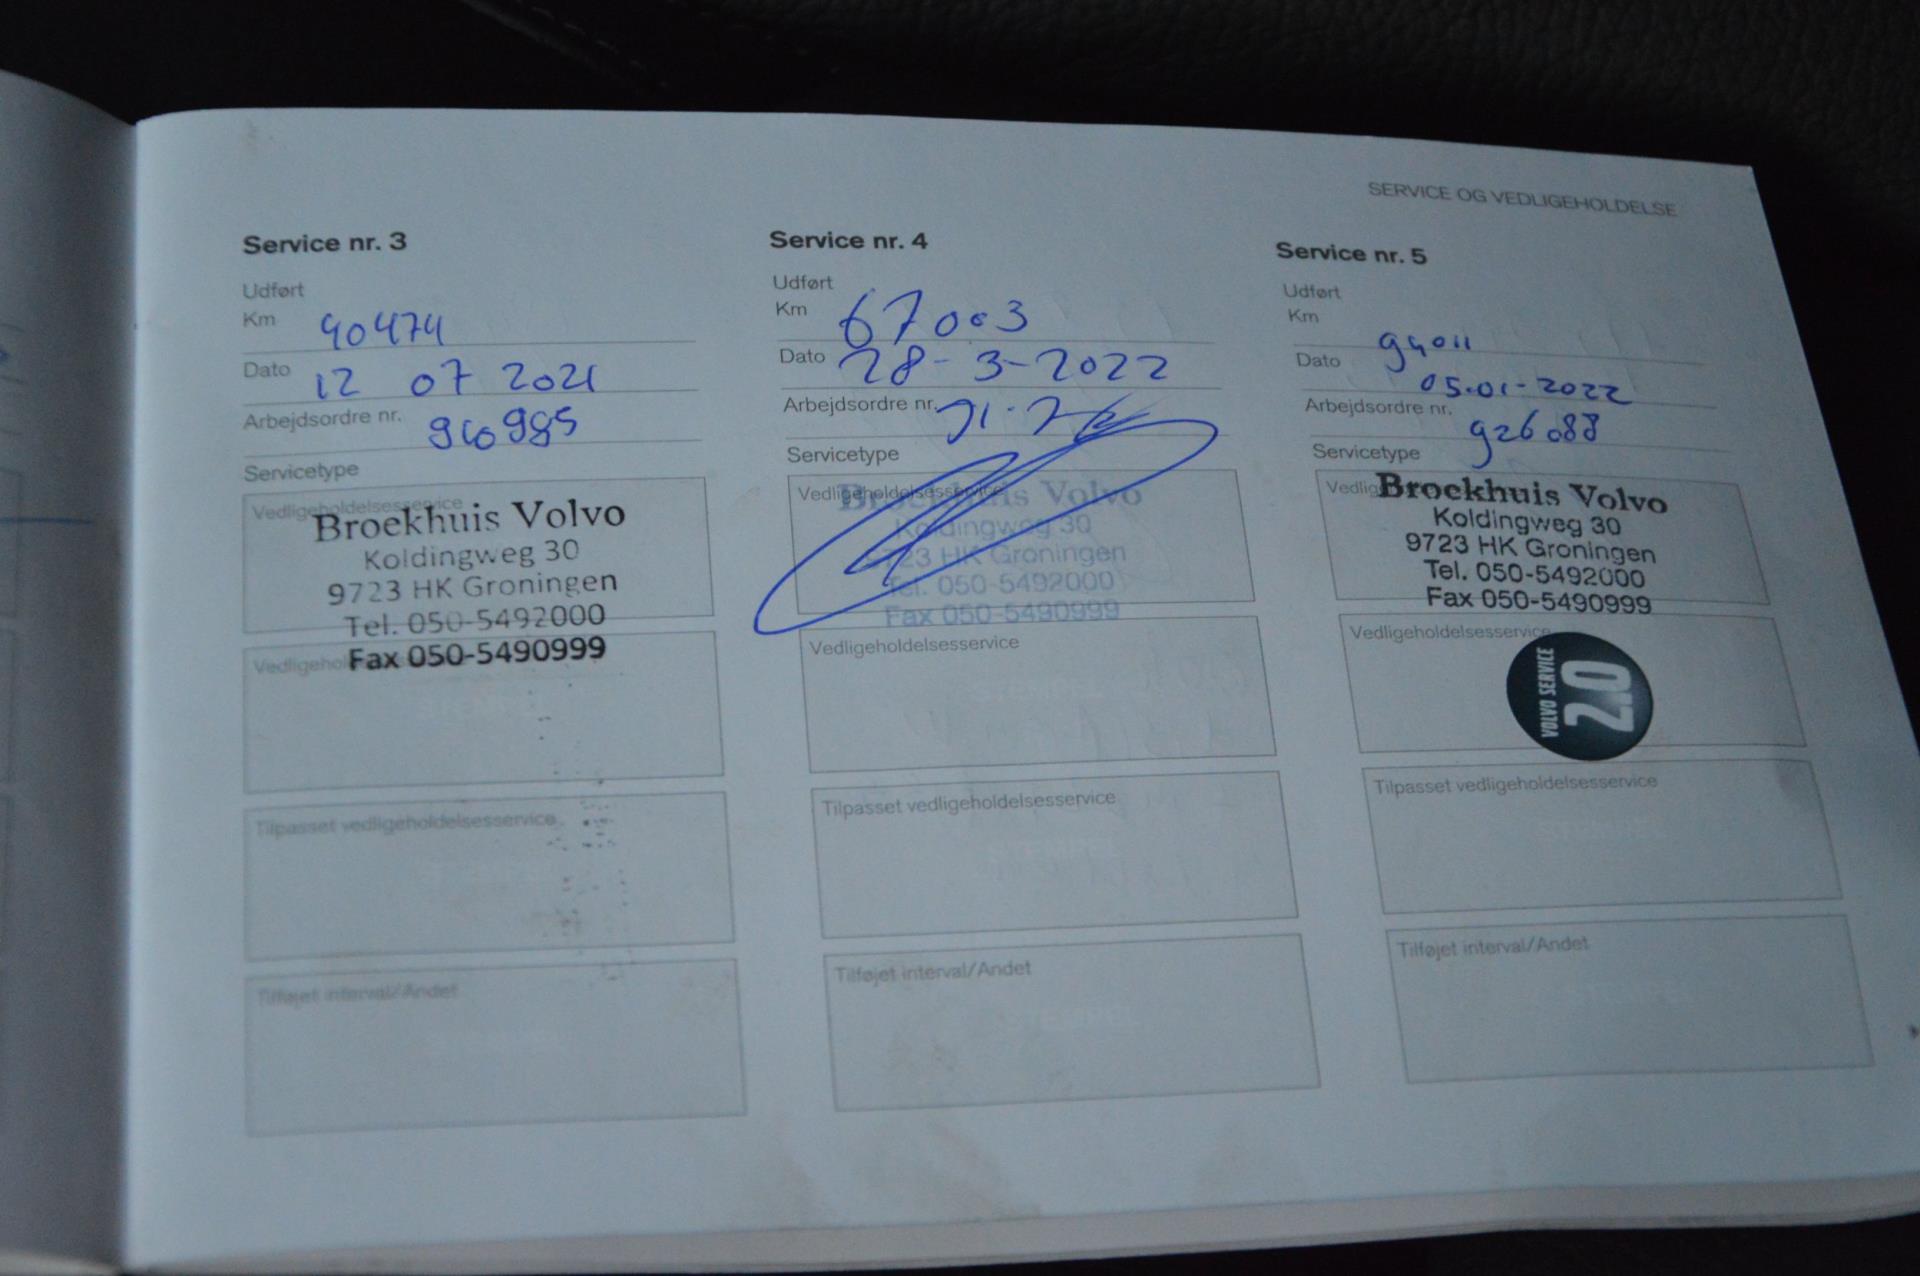 SERVICE OG VEDLIGEHOLDELSE
Service nr. 3
Udført
Km 40474
Dato 12 07 2021
Arbejdsordre nr. 910985
Servicetype
Vedligeholdelsesservice
Broekhuis Volvo
Koldingweg 30
9723 HK Groningen
Tel. 050-5492000
Fax 050-5490999
Tilpasset vedligeholdelsesservice
Tilføjet interval/Andet
Service nr. 4
Udført
Km 67003
Dato 28-3-2022
Arbejdsordre nr.
Servicetype
Vedligeholdelsesservice
Broekhuis Volvo
Koldingweg 30
9723 HK Groningen
Tel. 050-5492000
Fax 050-5490999
Vedligeholdelsesservice
Tilpasset vedligeholdelsesservice
Tilføjet interval/Andet
Service nr. 5
Udført
Km 94011
Dato 05.01-2022
Arbejdsordre nr. 926088
Servicetype
Broekhuis Volvo
Koldingweg 30
9723 HK Groningen
Tel. 050-5492000
Fax 050-5490999
Vedligeholdelsesservice
VOLVO SERVICE
2.0
Tilpasset vedligeholdelsesservice
Tilføjet interval/Andet